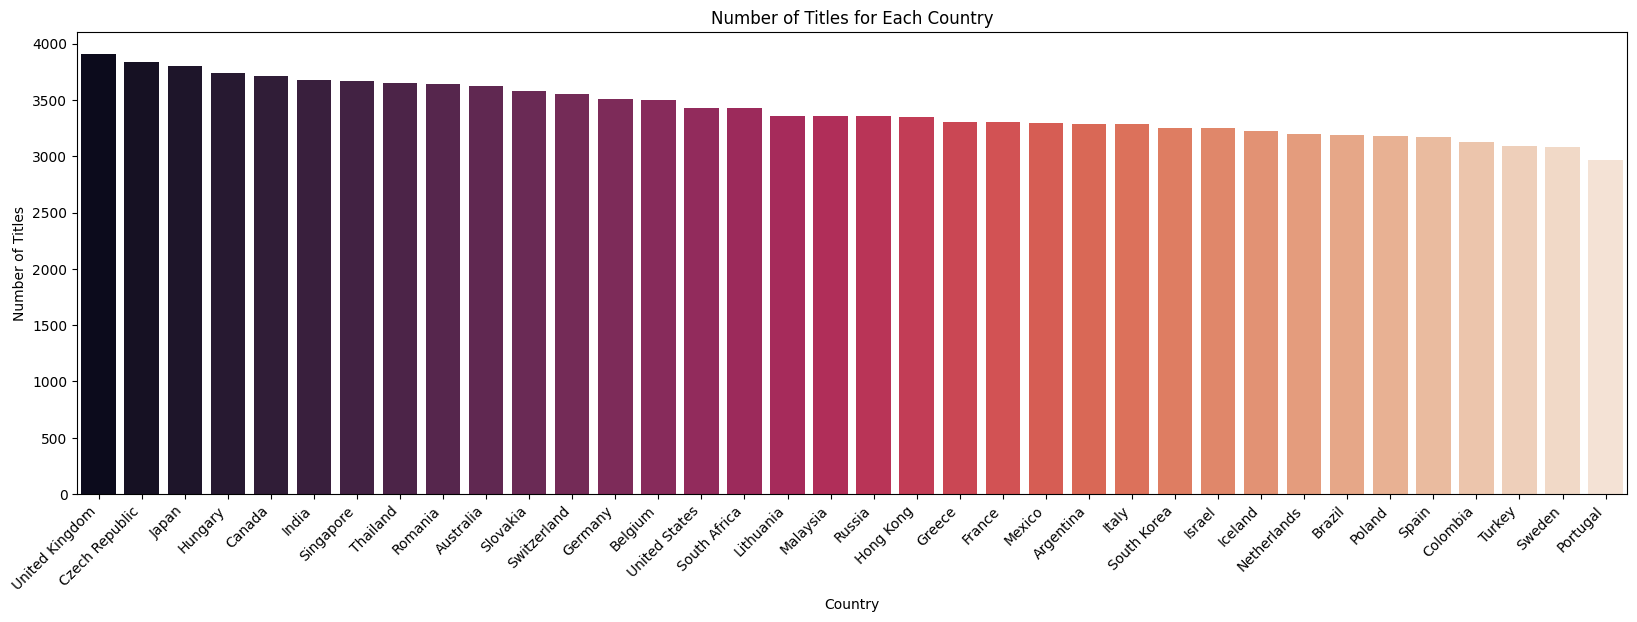 Number of Titles for Each Country
Number of Titles
4000
3500
3000
2500
2000
1500
1000
500
0
United Kingdom
Czech Republic
Japan
Hungary
Canada
India
Singapore
Thailand
Romania
Australia
Slovakia
Switzerland
Germany
Belgium
United States
South Africa
Lithuania
Malaysia
Russia
Hong Kong
Greece
France
Mexico
Argentina
Italy
South Korea
Israel
Iceland
Netherlands
Brazil
Poland
Spain
Colombia
Turkey
Sweden
Portugal
Country